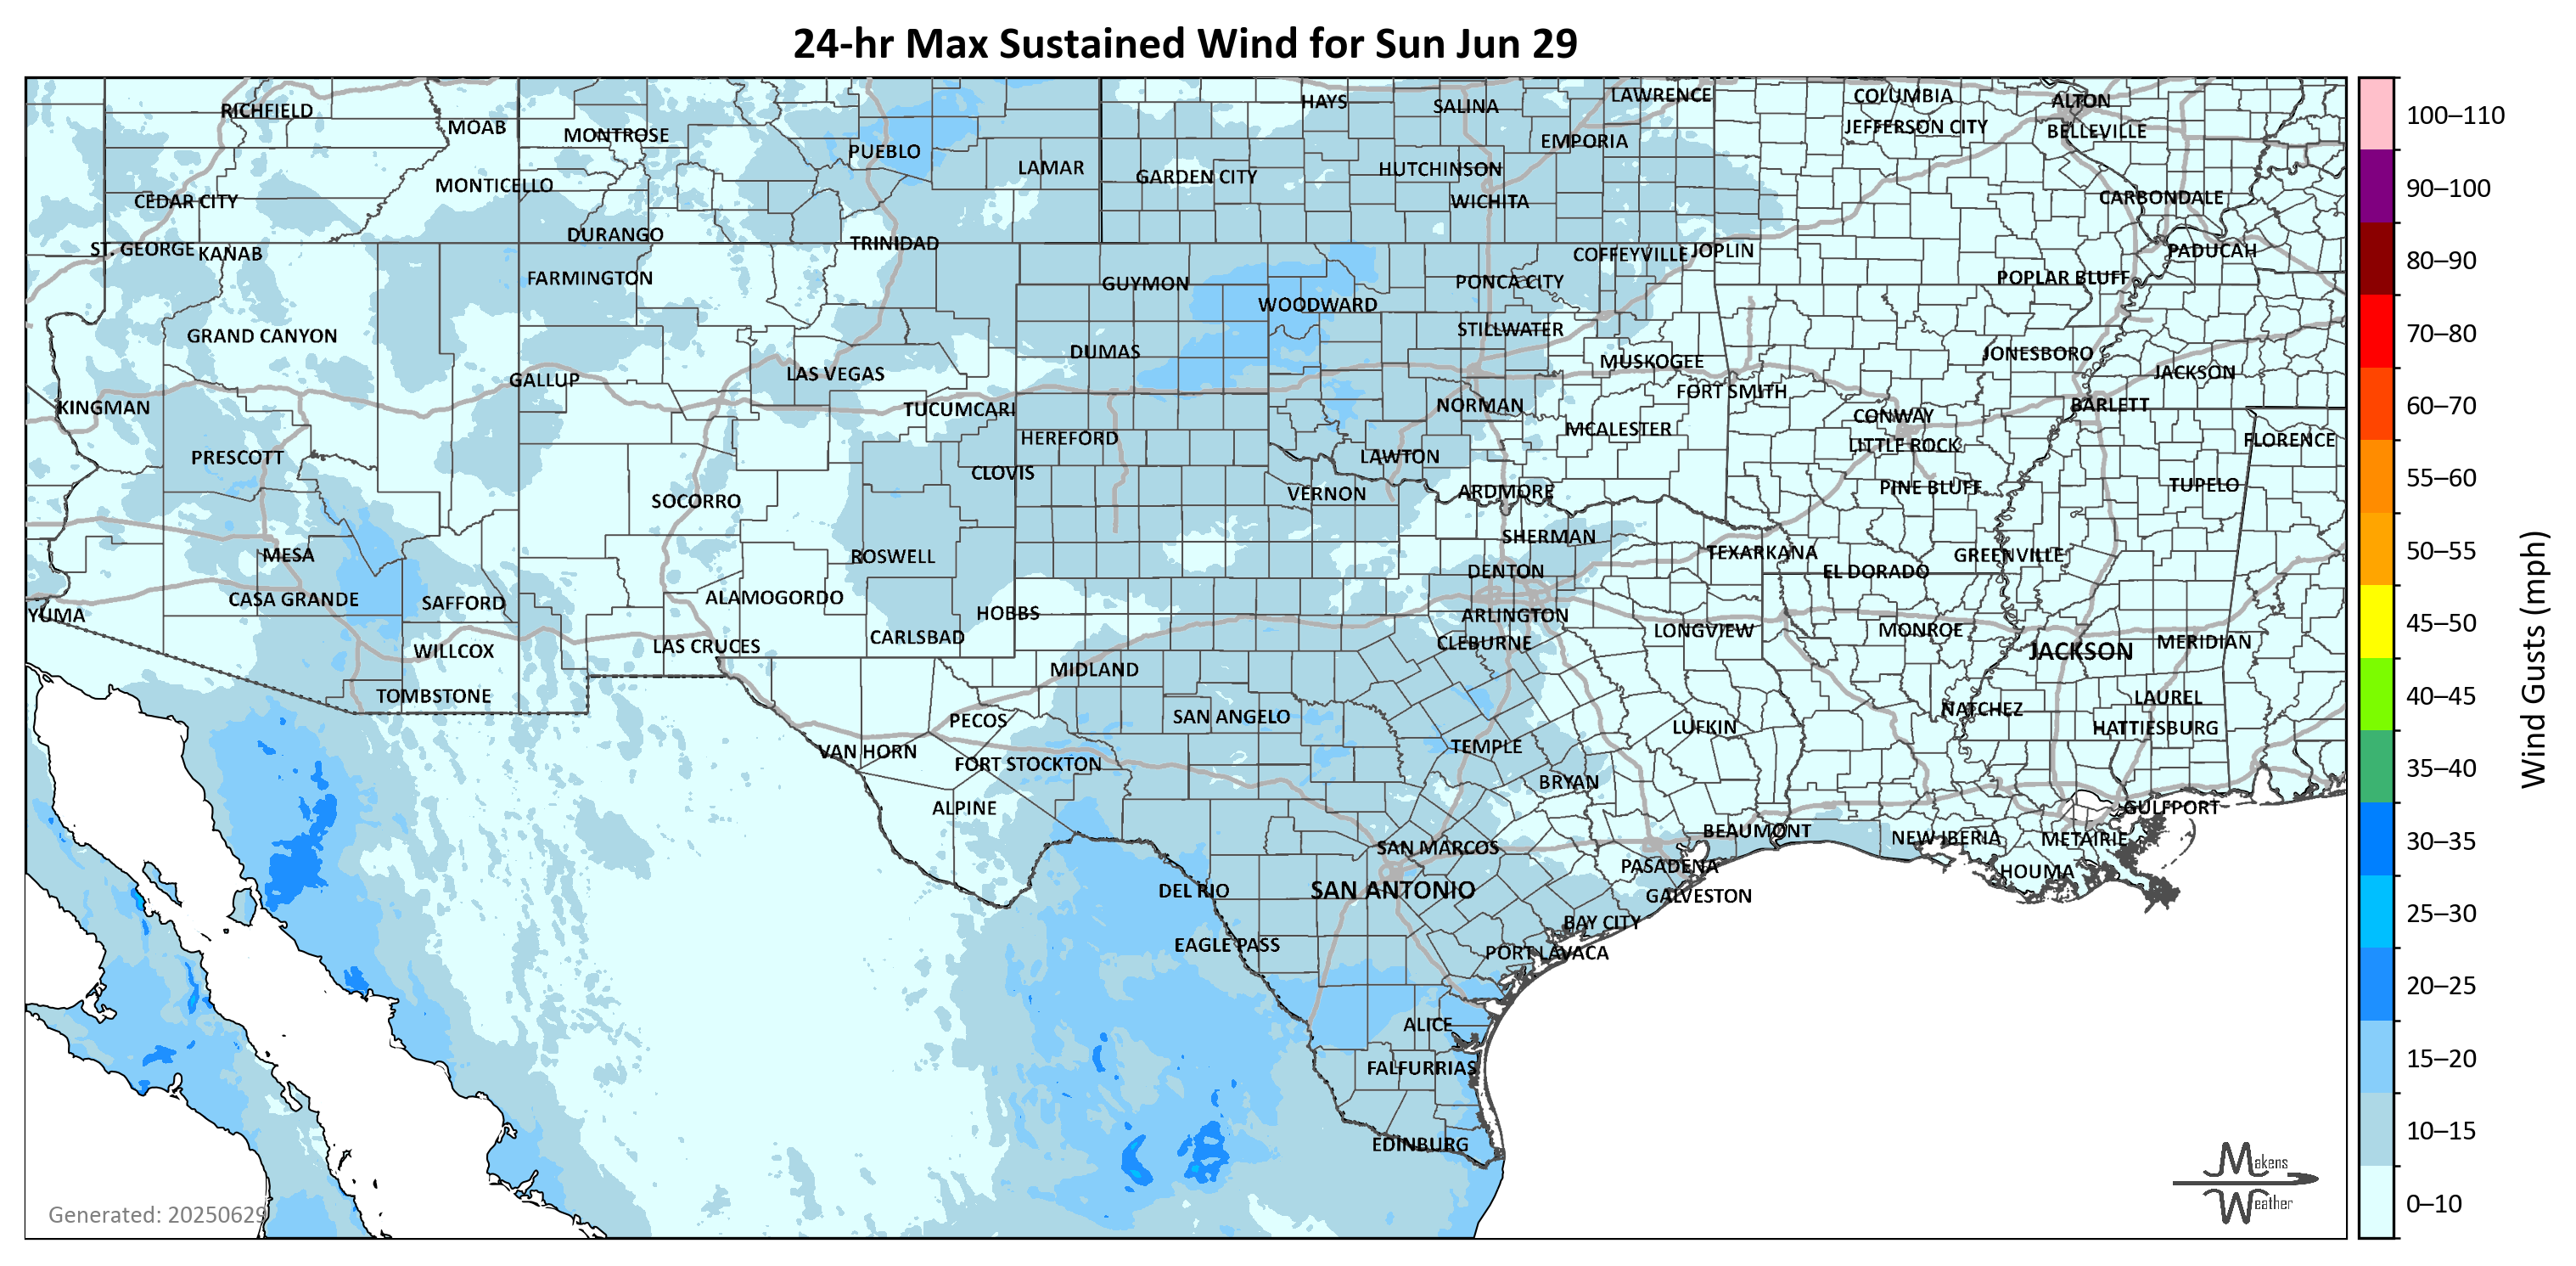 24-hr Max Sustained Wind for Sun Jun 29
RICHFIELD
MOAB
MONTROSE
PUEBLO
LAMAR
HAYS
SALINA
LAWRENCE
COLUMBIA
ALTON
EMPORIA
JEFFERSON CITY
BELLEVILLE
MONTICELLO
GARDEN CITY
HUTCHINSON
CEDAR CITY
WICHITA
CARBONDALE
DURANGO
TRINIDAD
ST. GEORGE
KANAB
COFFEYVILLE
JOPLIN
PADUCAH
FARMINGTON
GUYMON
PONCA CITY
POPLAR BLUFF
WOODWARD
GRAND CANYON
STILLWATER
DUMAS
MUSKOGEE
JONESBORO
GALLUP
LAS VEGAS
JACKSON
FORT SMITH
KINGMAN
TUCUMCARI
NORMAN
CONWAY
BARLETT
HEREFORD
MCALESTER
LITTLE ROCK
FLORENCE
PRESCOTT
CLOVIS
LAWTON
SOCORRO
VERNON
ARDMORE
PINE BLUFF
TUPELO
SHERMAN
MESA
ROSWELL
TEXARKANA
GREENVILLE
DENTON
EL DORADO
CASA GRANDE
SAFFORD
ALAMOGORDO
YUMA
HOBBS
ARLINGTON
CARLSBAD
CLEBURNE
LONGVIEW
MONROE
WILLCOX
LAS CRUCES
JACKSON
MERIDIAN
MIDLAND
TOMBSTONE
LAUREL
PECOS
SAN ANGELO
NATCHEZ
LUFKIN
HATTIESBURG
VAN HORN
TEMPLE
FORT STOCKTON
BRYAN
ALPINE
GULFPORT
BEAUMONT
NEW IBERIA
METAIRIE
SAN MARCOS
PASADENA
HOUMA
DEL RIO
SAN ANTONIO
GALVESTON
BAY CITY
EAGLE PASS
PORT LAVACA
ALICE
FALFURRIAS
EDINBURG
Generated: 20250629
Makens
Weather
100–110
90–100
80–90
70–80
60–70
55–60
50–55
45–50
40–45
35–40
30–35
25–30
20–25
15–20
10–15
0–10
Wind Gusts (mph)